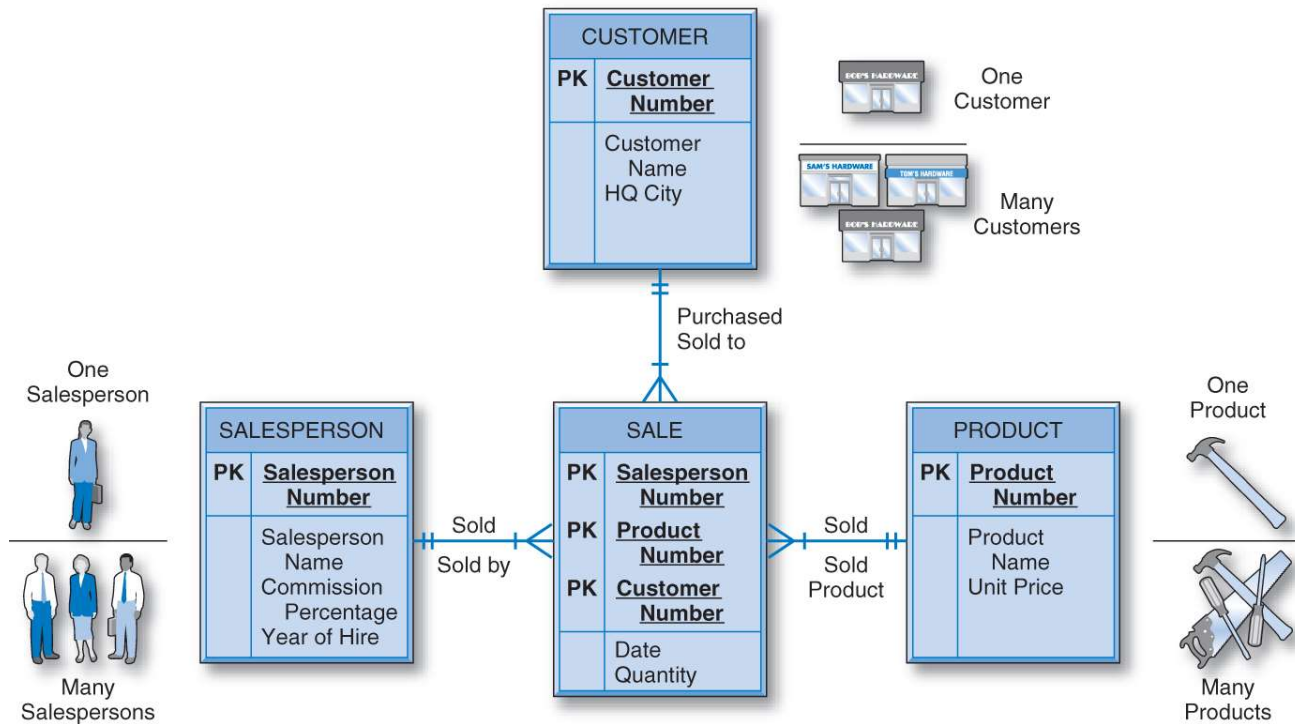 CUSTOMER
PK Customer
Number
Customer
Name
HQ City
BOB'S HARDWARE
One
Customer
SAM'S HARDWARE
TOM'S HARDWARE
BOB'S HARDWARE
Many
Customers
Purchased
Sold to
One
Salesperson
Many
Salespersons
SALESPERSON
PK Salesperson
Number
Salesperson
Name
Commission
Percentage
Year of Hire
Sold
Sold by
SALE
PK Salesperson
Number
PK Product
Number
PK Customer
Number
Date
Quantity
Sold
Sold
Product
PRODUCT
PK Product
Number
Product
Name
Unit Price
One
Product
Many
Products